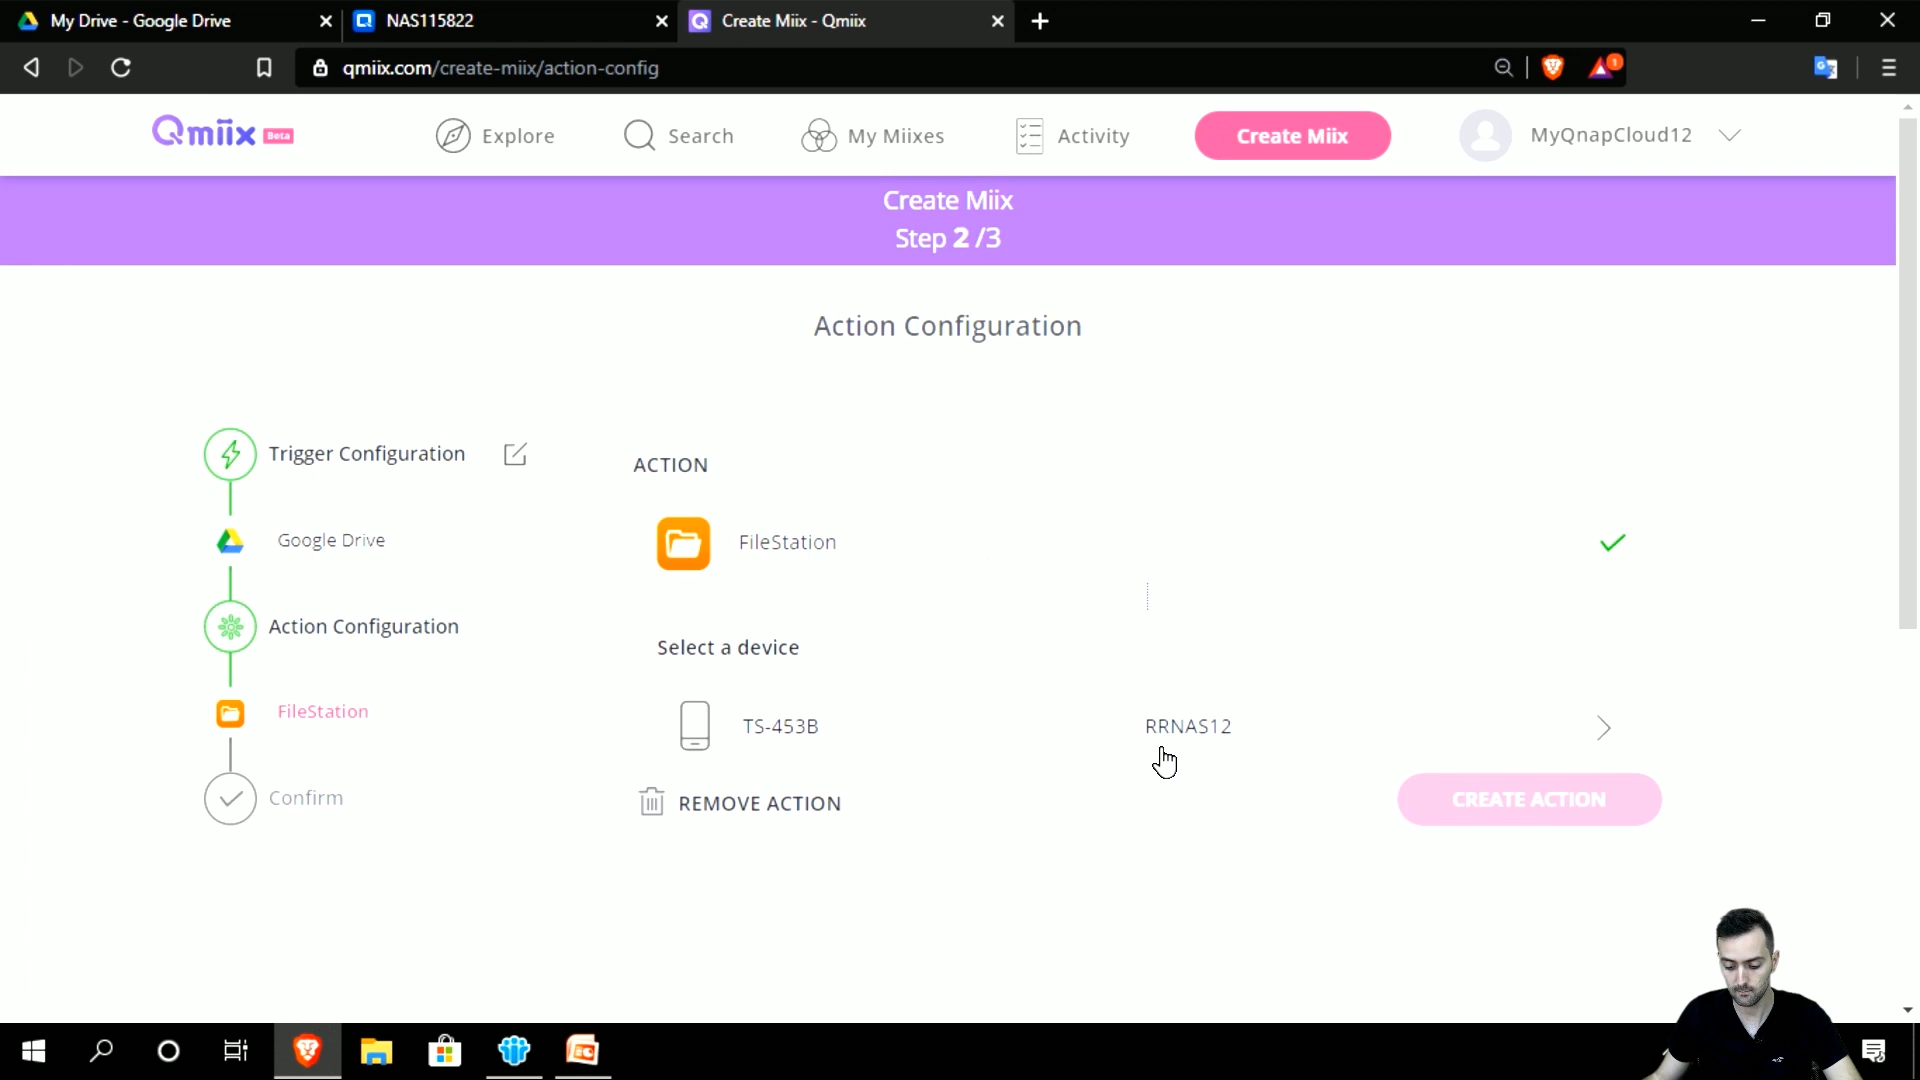 My Drive - Google Drive
NAS115822
Create Miix - Qmiix
qmiix.com/create-miix/action-config
1
Qmiix Beta
Explore
Search
My Miixes
Activity
Create Miix
MyQnapCloud12
Create Miix
Step 2 /3
Action Configuration
Trigger Configuration
Google Drive
Action Configuration
FileStation
Confirm
ACTION
FileStation
Select a device
TS-453B
RRNAS12
REMOVE ACTION
CREATE ACTION